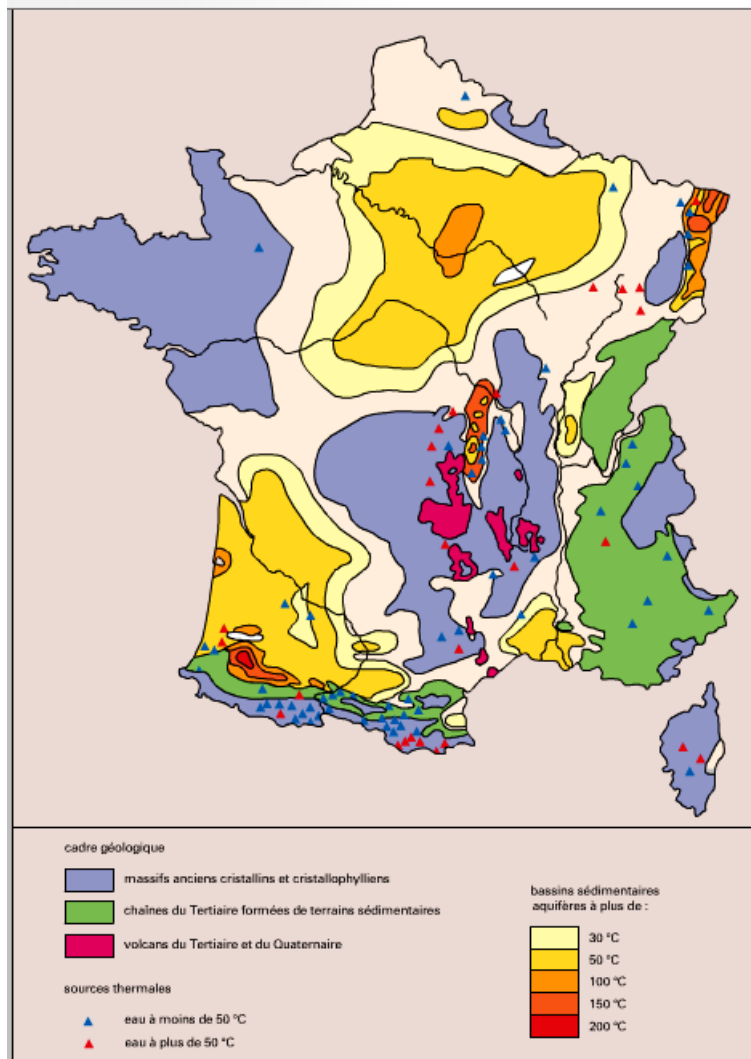 cadre géologique
massifs anciens cristallins et cristallophylliens
chaînes du Tertiaire formées de terrains sédimentaires
volcans du Tertiaire et du Quaternaire
sources thermales
eau à moins de 50 °C
eau à plus de 50 °C
bassins sédimentaires
aquifères à plus de :
30 °C
50 °C
100 °C
150 °C
200 °C